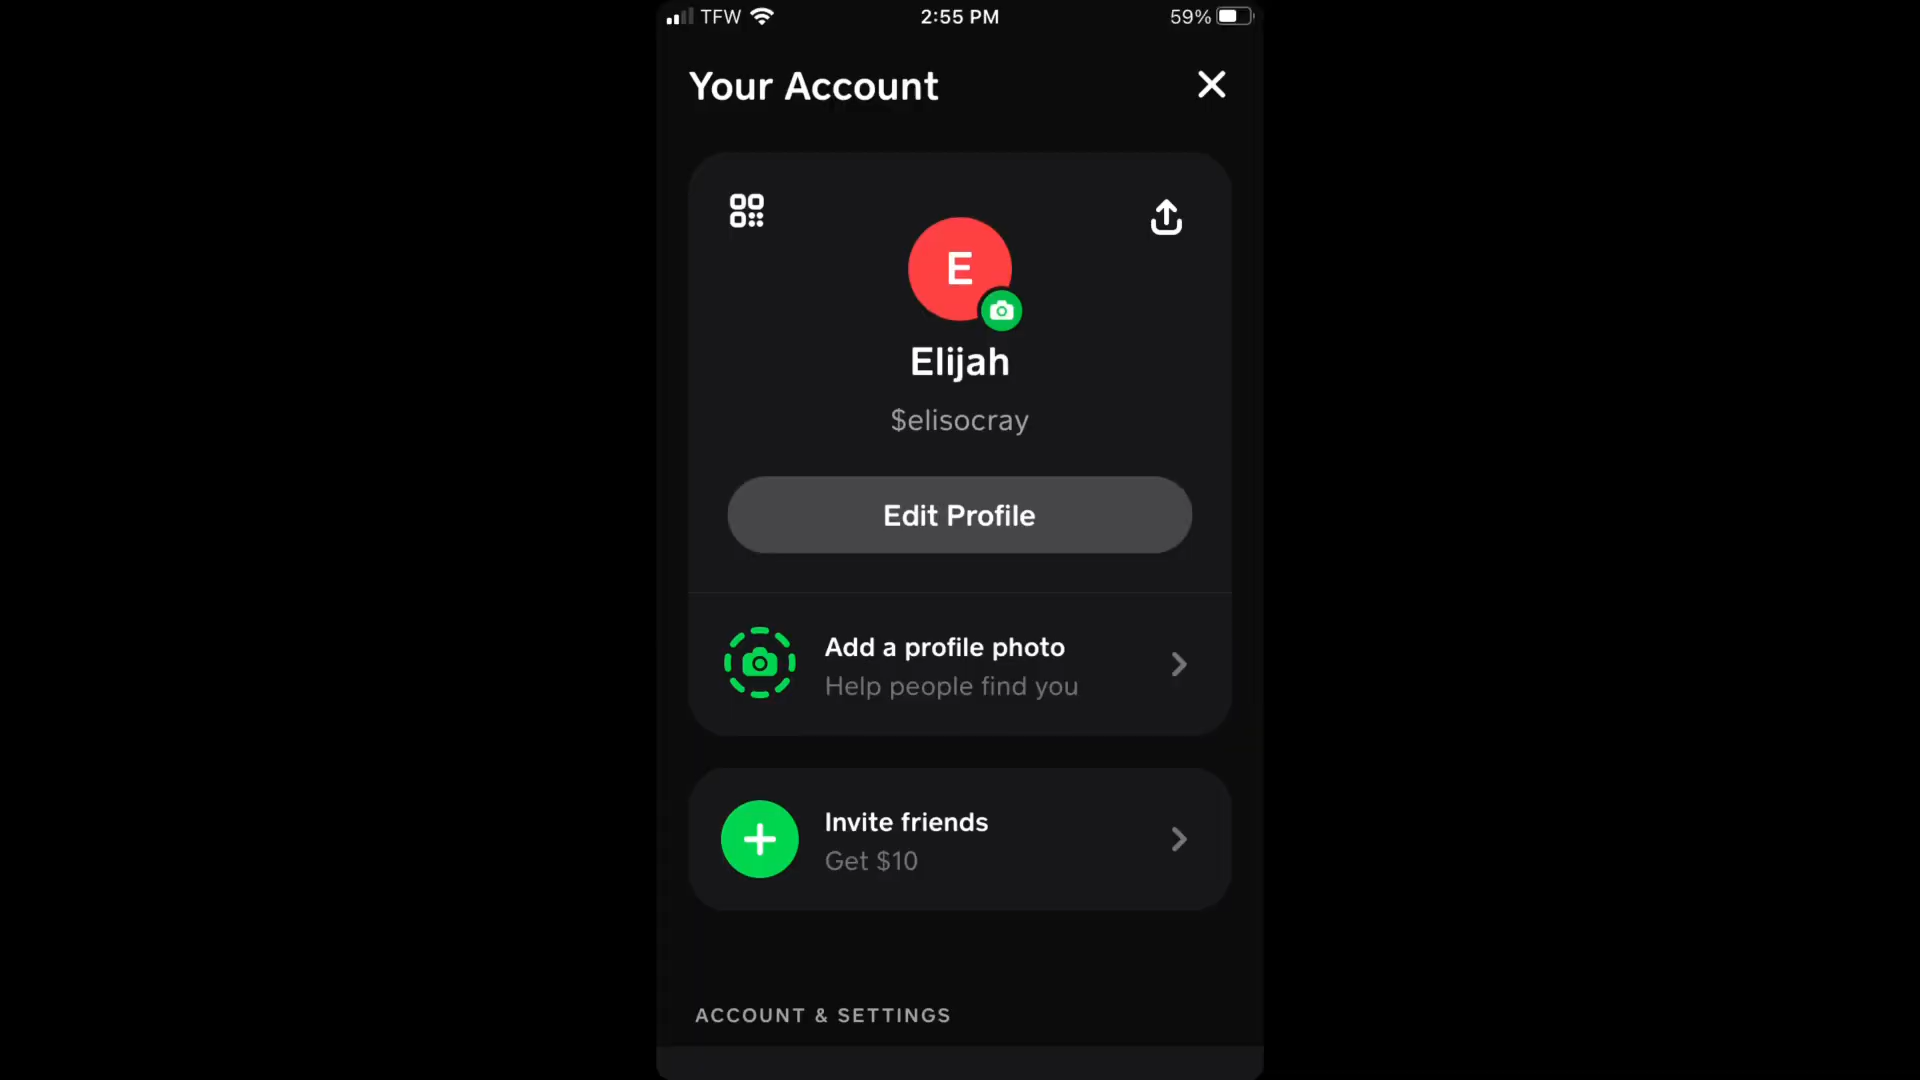 TFW 2:55 PM 59%
Your Account
E
Elijah
$elisocray
Edit Profile
Add a profile photo
Help people find you
Invite friends
Get $10
ACCOUNT & SETTINGS